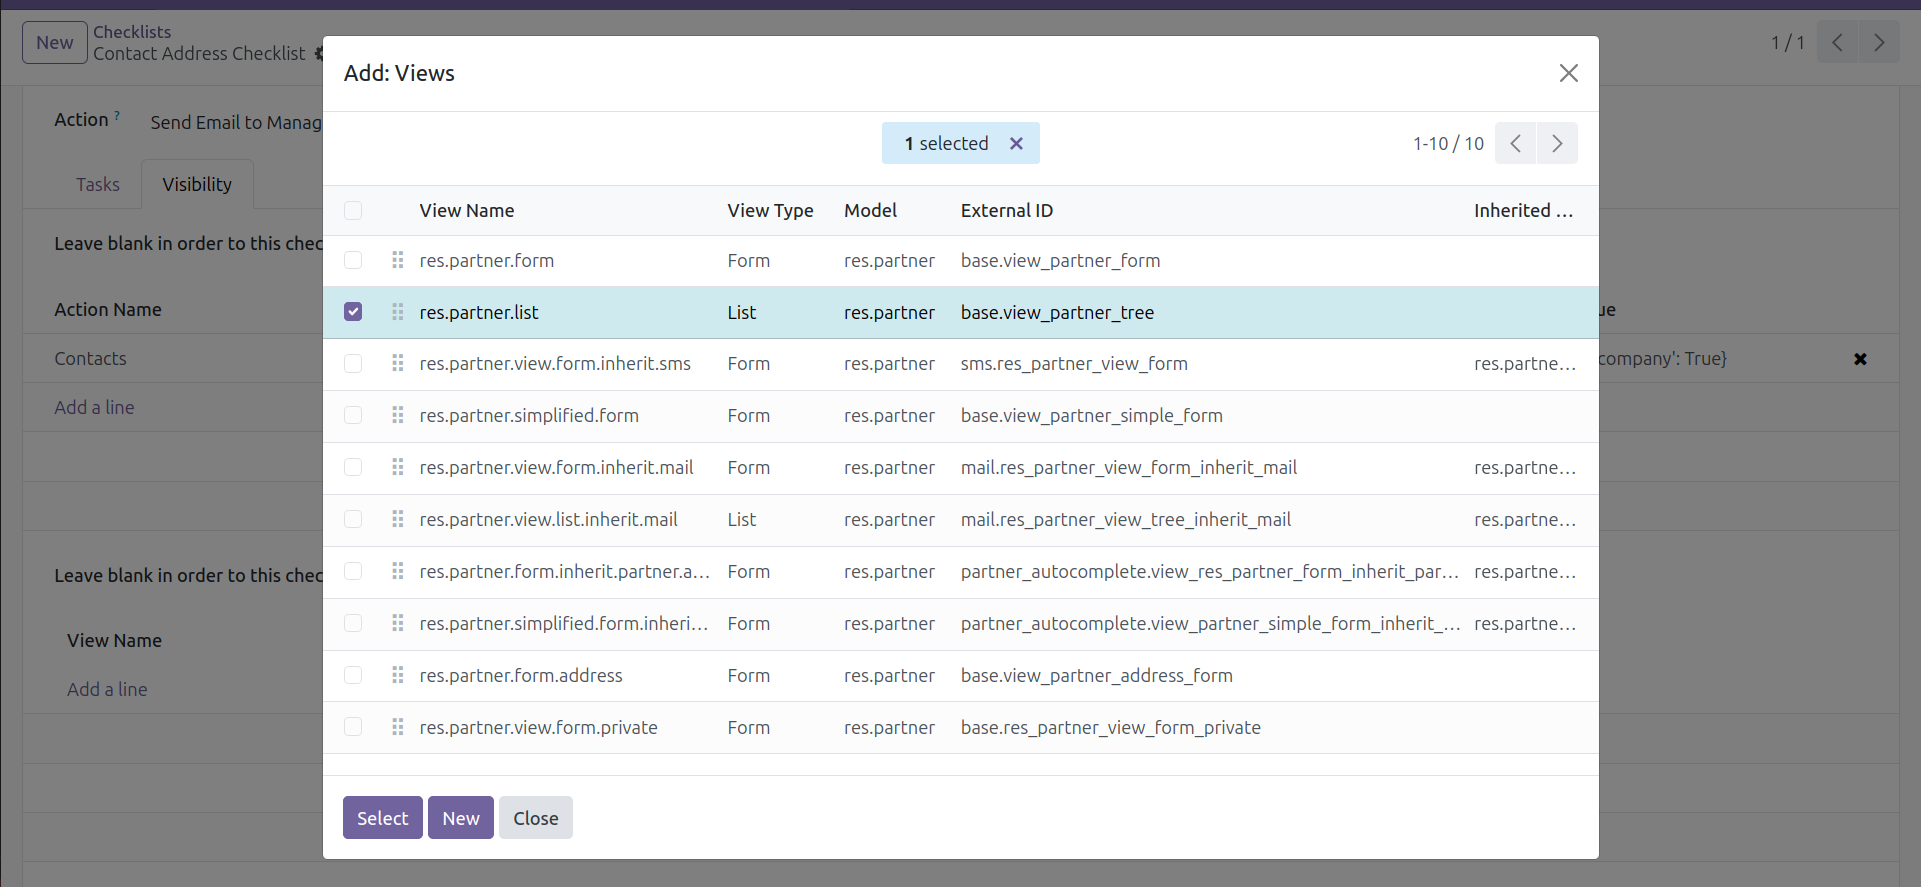 New
Checklists
Contact Address Checklist
1 / 1
Action ?
Send Email to Manag
Tasks
Visibility
Leave blank in order to this chec
Action Name
ue
Contacts
company': True}
Add a line
Leave blank in order to this chec
View Name
Add a line
Add: Views
1 selected
1-10 / 10
View Name View Type Model External ID Inherited ...
res.partner.form Form res.partner base.view_partner_form
res.partner.list List res.partner base.view_partner_tree
res.partner.view.form.inherit.sms Form res.partner sms.res_partner_view_form res.partne...
res.partner.simplified.form Form res.partner base.view_partner_simple_form
res.partner.view.form.inherit.mail Form res.partner mail.res_partner_view_form_inherit_mail res.partne...
res.partner.view.list.inherit.mail List res.partner mail.res_partner_view_tree_inherit_mail res.partne...
res.partner.form.inherit.partner.a... Form res.partner partner_autocomplete.view_res_partner_form_inherit_par... res.partne...
res.partner.simplified.form.inheri... Form res.partner partner_autocomplete.view_partner_simple_form_inherit_... res.partne...
res.partner.form.address Form res.partner base.view_partner_address_form
res.partner.view.form.private Form res.partner base.res_partner_view_form_private
Select New Close